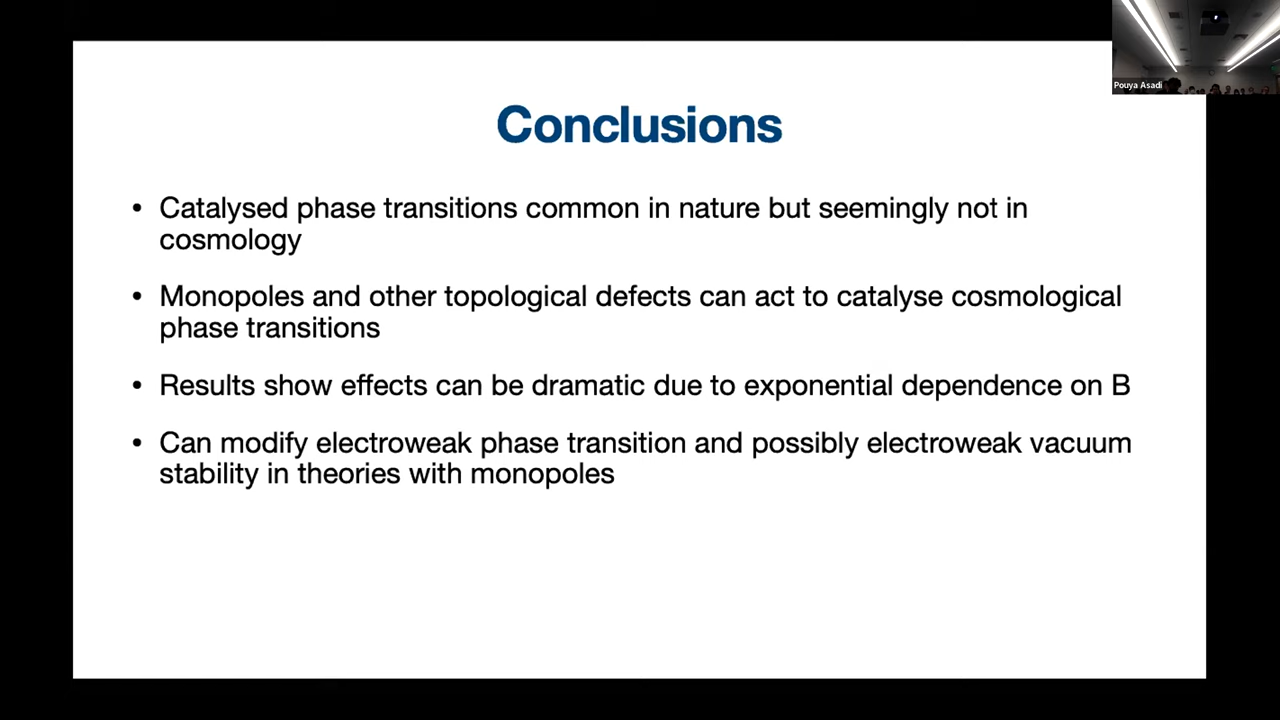 Pouya Asadi
Conclusions
• Catalysed phase transitions common in nature but seemingly not in
cosmology
• Monopoles and other topological defects can act to catalyse cosmological
phase transitions
• Results show effects can be dramatic due to exponential dependence on B
• Can modify electroweak phase transition and possibly electroweak vacuum
stability in theories with monopoles